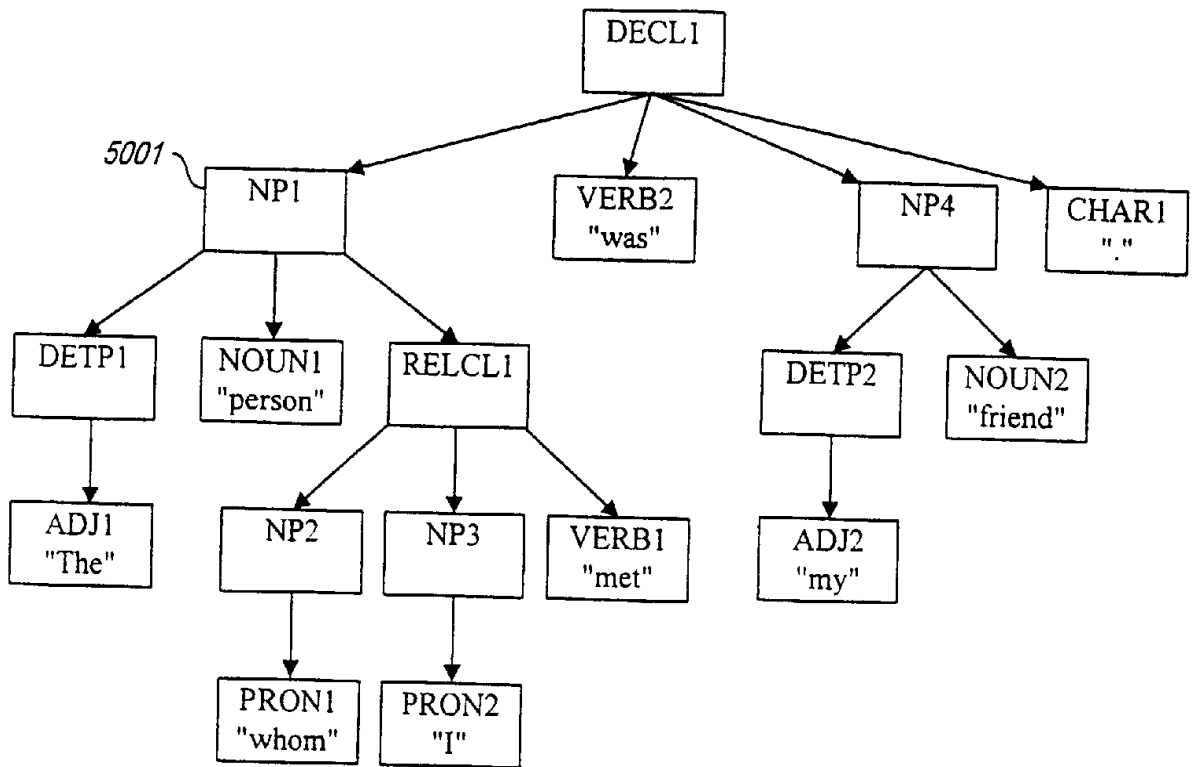 DECL1
5001
NP1
VERB2
"was"
NP4
CHAR1
"."
DETP1
NOUN1
"person"
RELCL1
DETP2
NOUN2
"friend"
ADJ1
"The"
NP2
NP3
VERB1
"met"
ADJ2
"my"
PRON1
"whom"
PRON2
"I"